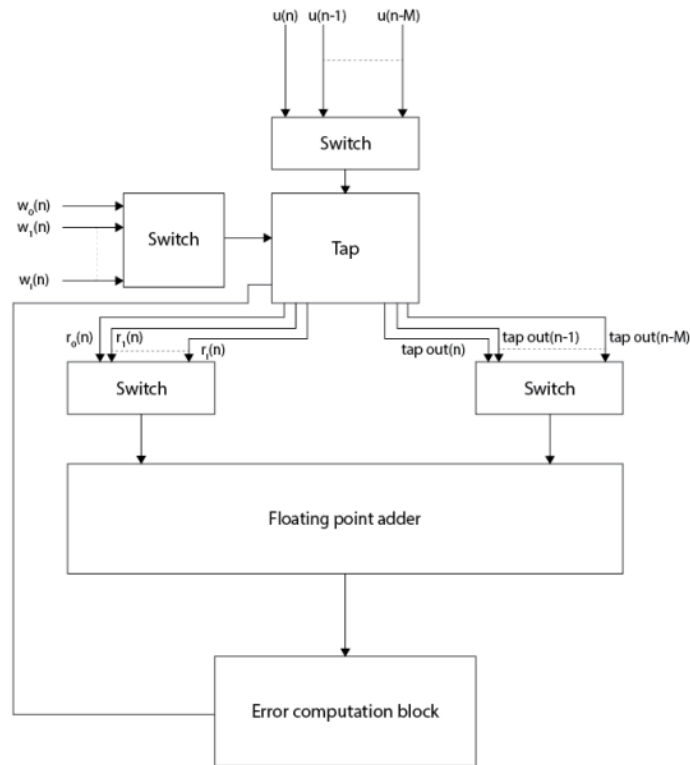 u(n) u(n-1) u(n-M)
Switch
w₀(n)
w₁(n)
wᵢ(n)
Switch
Tap
r₀(n) r₁(n) rᵢ(n)
tap out(n) tap out(n-1) tap out(n-M)
Switch
Switch
Floating point adder
Error computation block